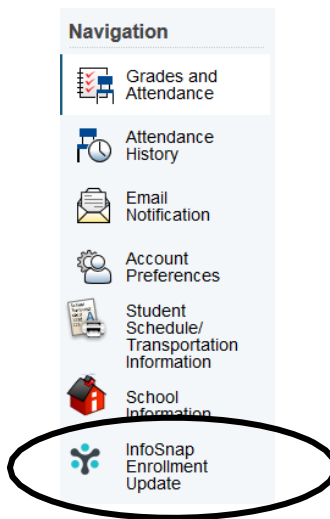 Navigation
Grades and
Attendance
Attendance
History
Email
Notification
Account
Preferences
Student
Schedule/
Transportation
Information
School
Information
InfoSnap
Enrollment
Update